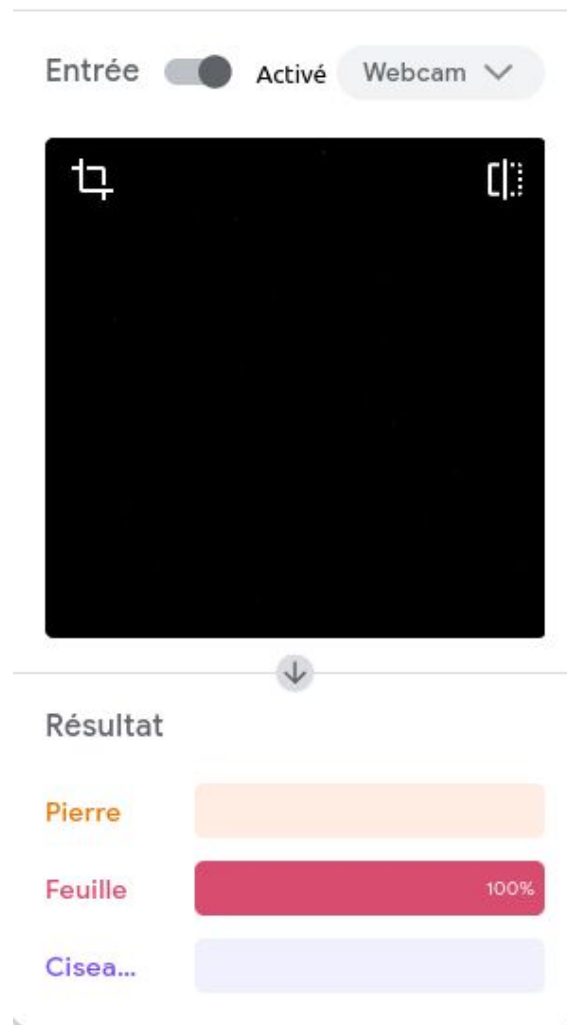 Entrée Activé Webcam
Résultat
Pierre
Feuille 100%
Cisea...